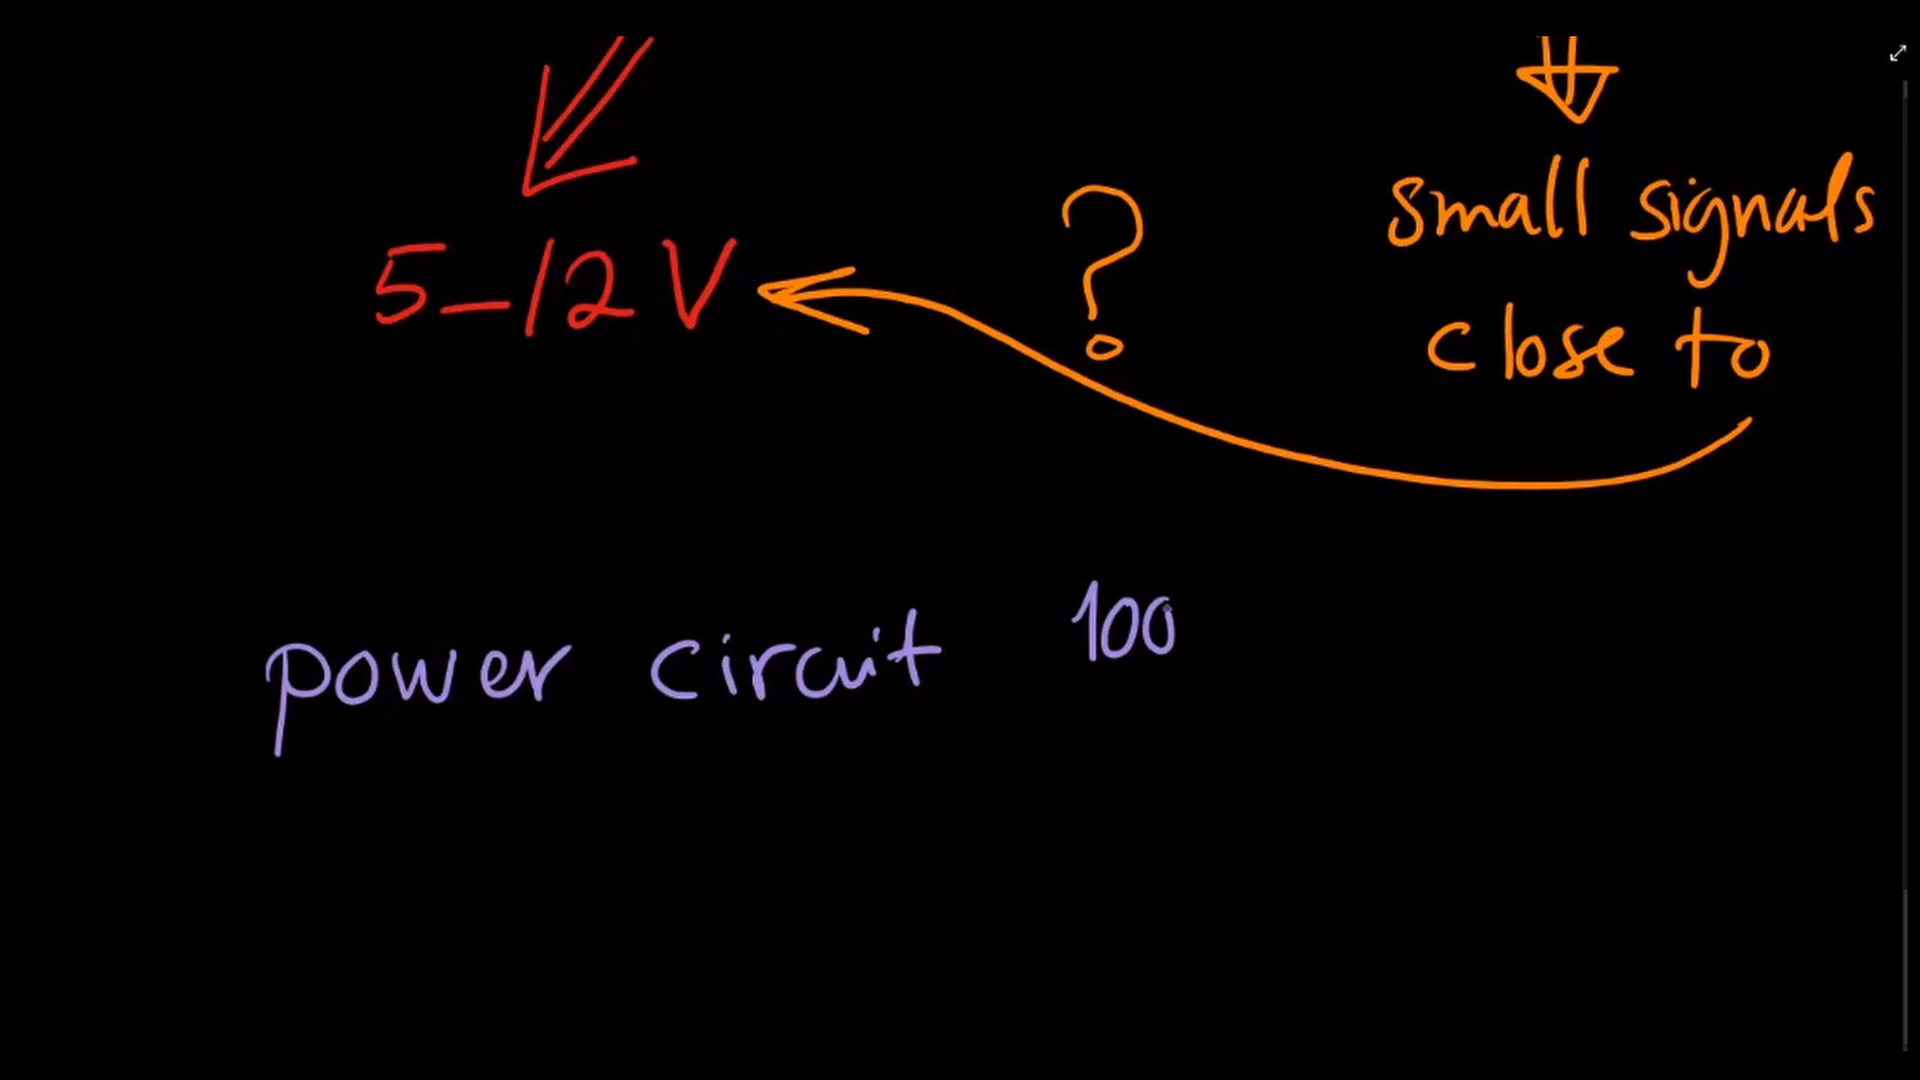 small signals
5-12 V ?
close to
power circuit 100